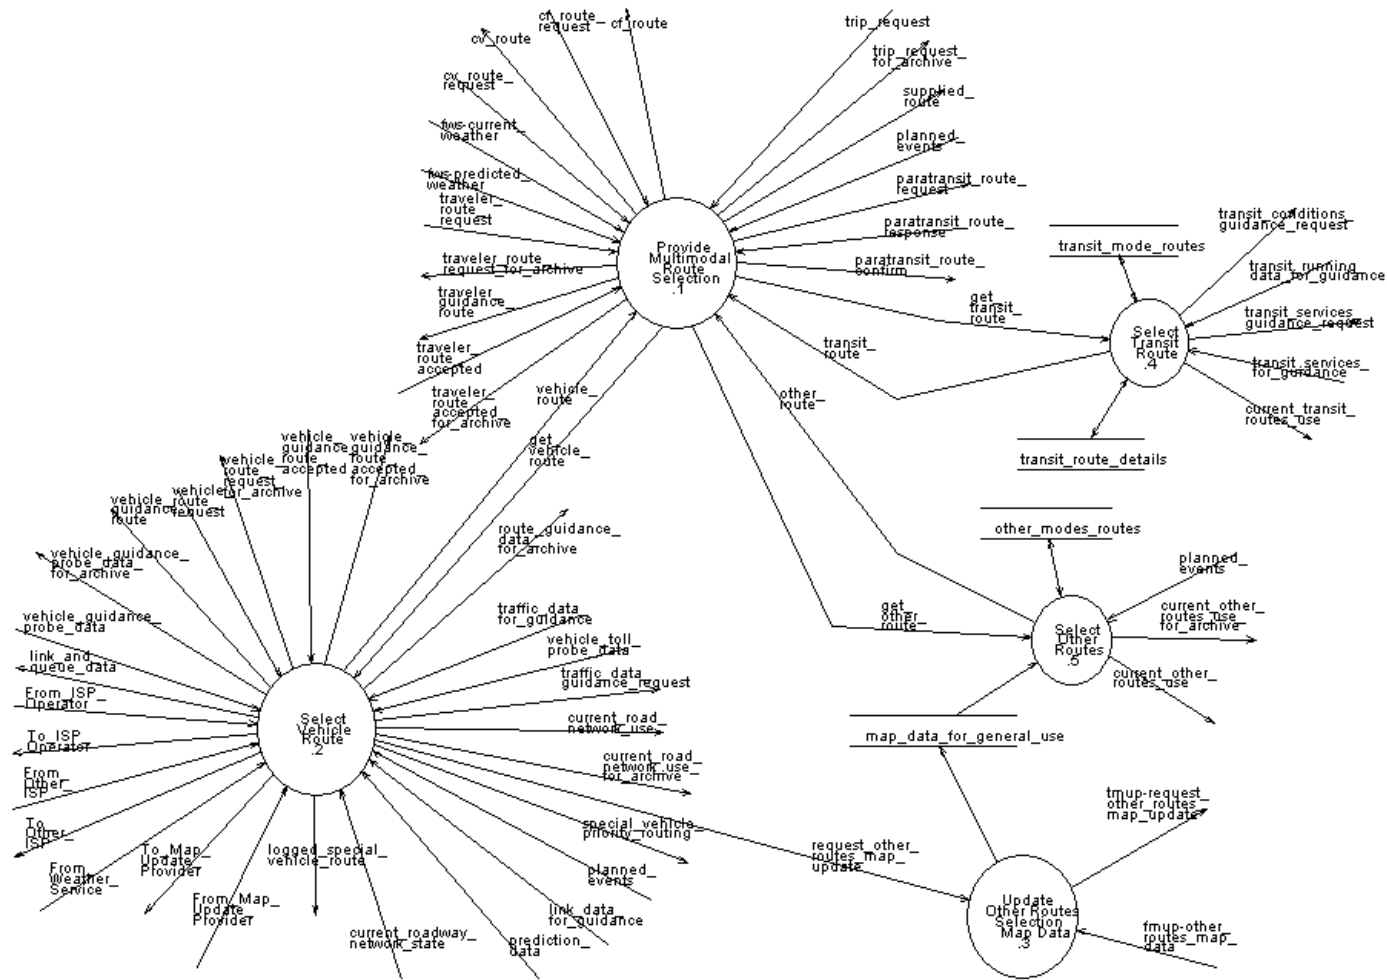 cf_route_
request
cf_route
cv_route
cv_route_
request
fws-current_
weather
fws-predicted_
weather
traveler_
route_
request
traveler_route_
request_for_archive
traveler_
guidance_
route
traveler_
route_
accepted
traveler_
route_
accepted_
for_archive
trip_request
trip_request_
for_archive
supplied_
route
planned_
events
paratransit_route_
request
paratransit_route_
response
paratransit_route_
confirm
Provide
Multimodal
Route
Selection
.1
get_
transit_
route
transit_
route
transit_mode_routes
transit_conditions_
guidance_request
transit_running_
data_for_guidance
transit_services_
guidance_request
transit_services_
for_guidance
current_transit_
routes_use
Select
Transit
Route
.4
transit_route_details
vehicle_
route
get_
vehicle_
route
other_
route
get_
other_
route_
vehicle_
guidance_
route_
accepted
vehicle_
guidance_
route_
accepted_
for_archive
vehicle_
route_
request_
for_archive
vehicle_
route_
request
vehicle_
guidance_
route
vehicle_guidance_
probe_data_
for_archive
vehicle_guidance_
probe_data
link_and_
queue_data
From_ISP_
Operator
To_ISP_
Operator
From_
Other_
ISP
To_
Other_
ISP
From_
Weather_
Service
To_Map_
Update_
Provider
From_Map_
Update_
Provider
logged_special_
vehicle_route
current_roadway_
network_state
prediction_
data
link_data_
for_guidance
planned_
events
special_vehicle_
priority_routing
current_road_
network_use_
for_archive
current_road_
network_use
traffic_data_
guidance_request
vehicle_toll_
probe_data
traffic_data_
for_guidance
route_guidance_
data_
for_archive
Select
Vehicle
Route
.2
other_modes_routes
planned_
events
current_other_
routes_use_
for_archive
current_other_
routes_use
Select
Other
Routes
.5
map_data_for_general_use
tmup-request_
other_routes_
map_update
request_other_
routes_map_
update
Update
Other Routes
Selection
Map Data
.3
fmup-other_
routes_map_
data